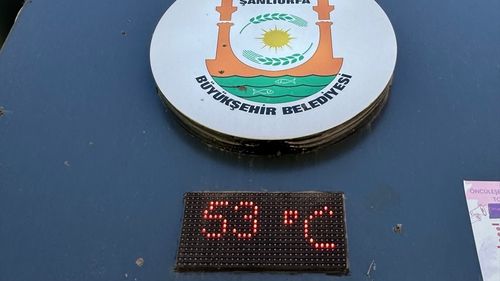 ŞANLIURFA
BÜYÜKŞEHİR BELEDİYESİ
53 °C